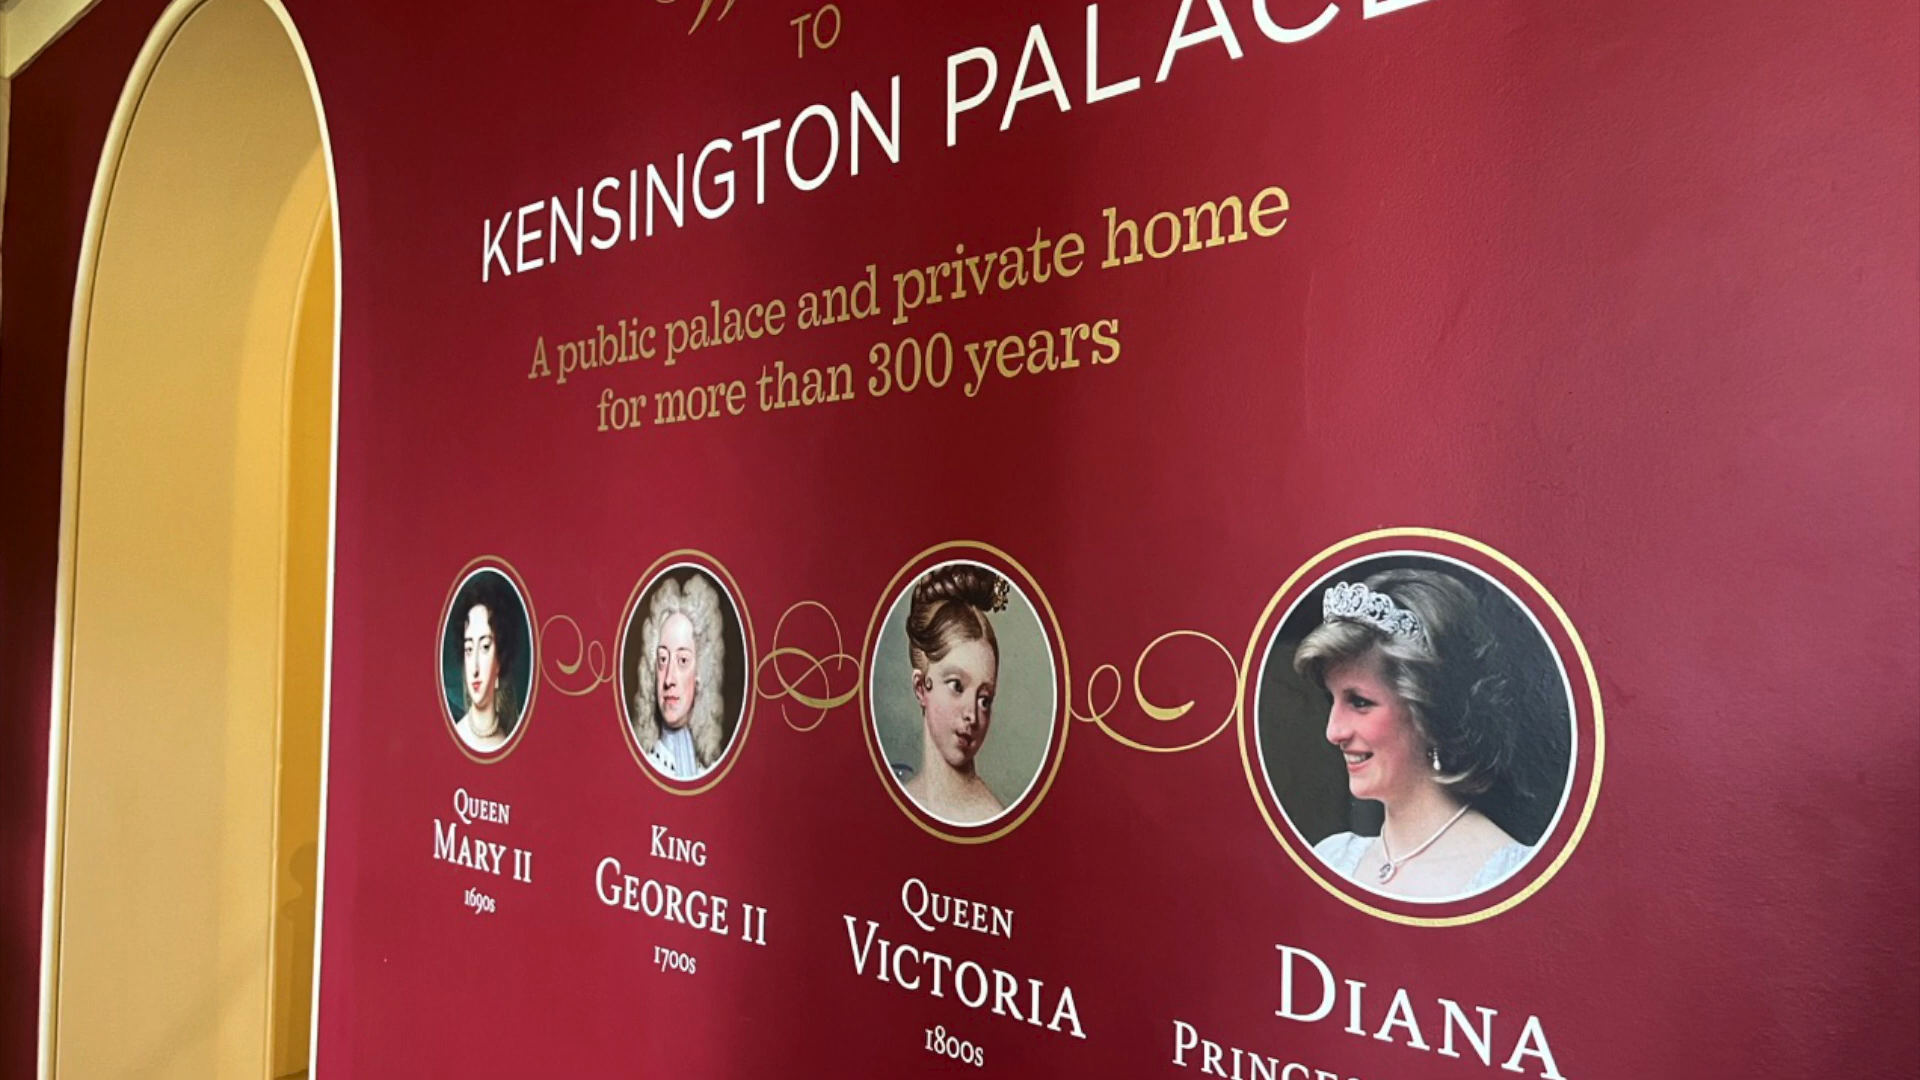 TO
KENSINGTON PALACE
A public palace and private home
for more than 300 years
QUEEN
MARY II
1690s
KING
GEORGE II
1700s
QUEEN
VICTORIA
1800s
DIANA